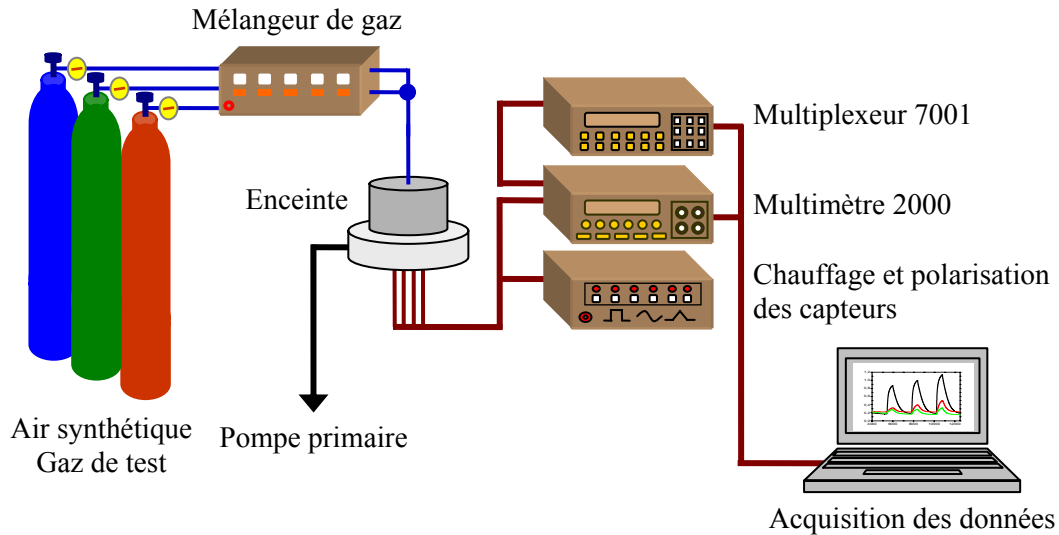 Mélangeur de gaz
Multiplexeur 7001
Enceinte
Multimètre 2000
Chauffage et polarisation
des capteurs
Air synthétique
Gaz de test
Pompe primaire
Acquisition des données